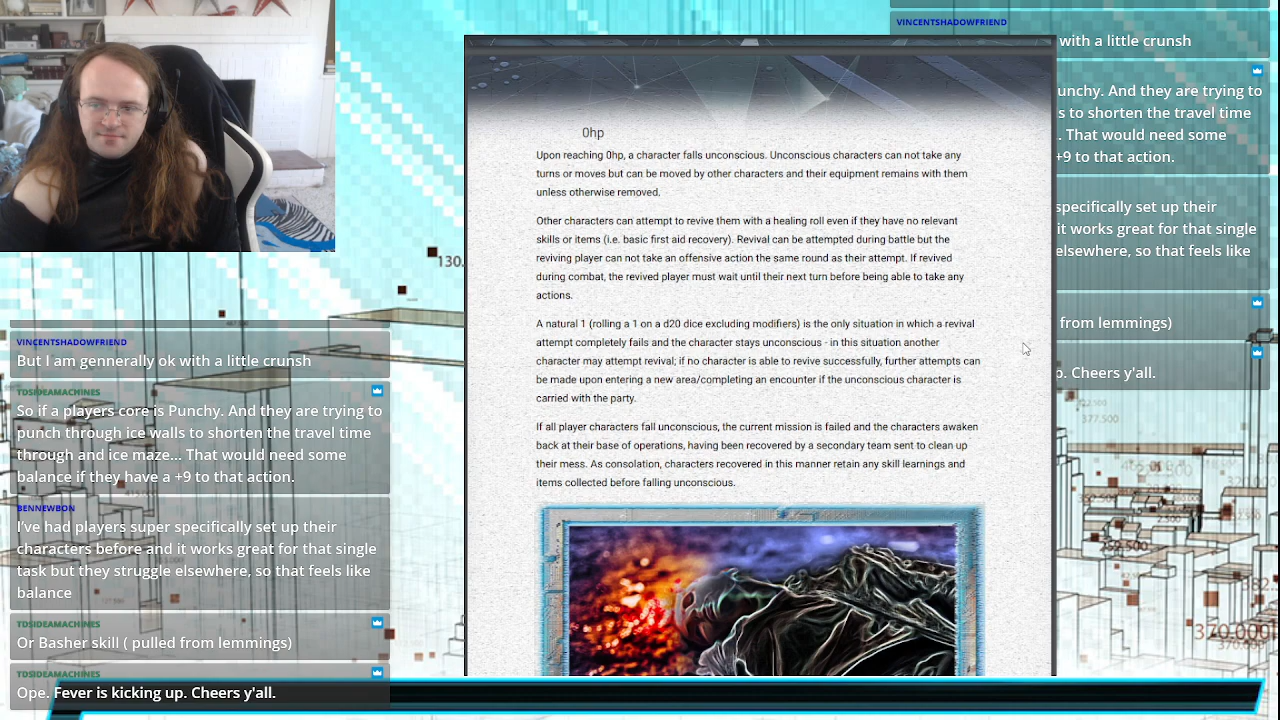 VINCENTSHADOWFRIEND
But I am gennerally ok with a little crunsh
TDSIDEAMACHINES
So if a players core is Punchy. And they are trying to
punch through ice walls to shorten the travel time
through and ice maze... That would need some
balance if they have a +9 to that action.
BENNEWBON
I've had players super specifically set up their
characters before and it works great for that single
task but they struggle elsewhere, so that feels like
balance
TDSIDEAMACHINES
Or Basher skill ( pulled from lemmings)
TDSIDEAMACHINES
Ope. Fever is kicking up. Cheers y'all.
130.
0hp
Upon reaching 0hp, a character falls unconscious. Unconscious characters can not take any
turns or moves but can be moved by other characters and their equipment remains with them
unless otherwise removed.
Other characters can attempt to revive them with a healing roll even if they have no relevant
skills or items (i.e. basic first aid recovery). Revival can be attempted during battle but the
reviving player can not take an offensive action the same round as their attempt. If revived
during combat, the revived player must wait until their next turn before being able to take any
actions.
A natural 1 (rolling a 1 on a d20 dice excluding modifiers) is the only situation in which a revival
attempt completely fails and the character stays unconscious - in this situation another
character may attempt revival; if no character is able to revive successfully, further attempts can
be made upon entering a new area/completing an encounter if the unconscious character is
carried with the party.
If all player characters fall unconscious, the current mission is failed and the characters awaken
back at their base of operations, having been recovered by a secondary team sent to clean up
their mess. As consolation, characters recovered in this manner retain any skill learnings and
items collected before falling unconscious.
VINCENTSHADOWFRIEND
with a little crunsh
unchy. And they are trying to
s to shorten the travel time
. That would need some
+9 to that action.
specifically set up their
it works great for that single
elsewhere, so that feels like
from lemmings)
o. Cheers y'all.
377.500
370.000